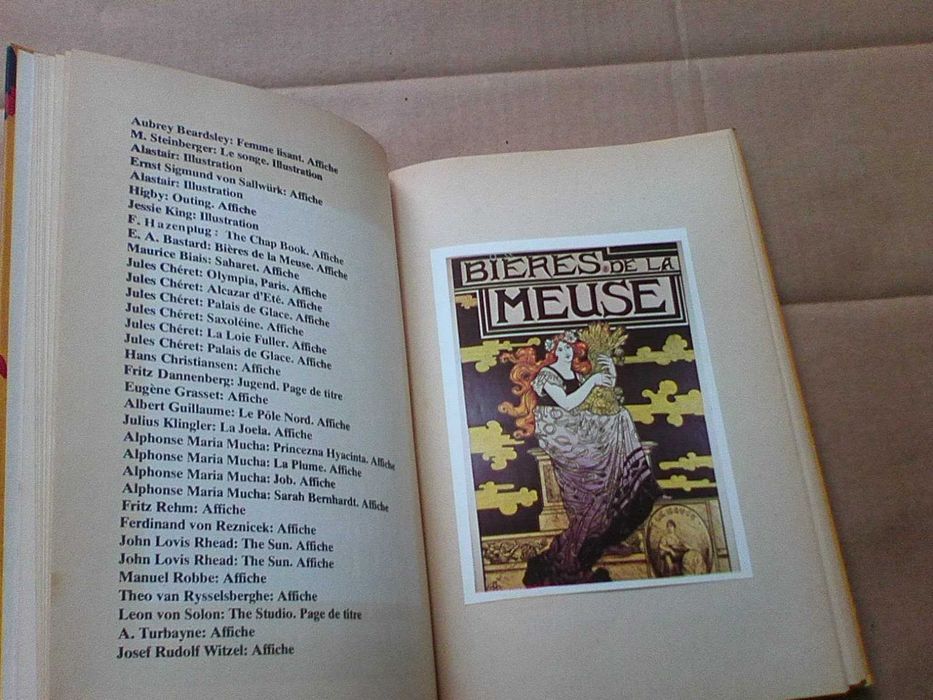 Aubrey Beardsley: Femme lisant. Affiche
M. Steinberger: Le songe. Illustration
Alastair: Illustration
Ernst Sigmund von Sallwürk: Affiche
Alastair: Illustration
Higby: Outing. Affiche
Jessie King: Illustration
F. Hazenplug: The Chap Book. Affiche
E. A. Bastard: Bières de la Meuse. Affiche
Maurice Biais: Saharet. Affiche
Jules Chéret: Olympia, Paris. Affiche
Jules Chéret: Alcazar d'Eté. Affiche
Jules Chéret: Palais de Glace. Affiche
Jules Chéret: Saxoléine. Affiche
Jules Chéret: La Loie Fuller. Affiche
Jules Chéret: Palais de Glace. Affiche
Hans Christiansen: Affiche
Fritz Dannenberg: Jugend. Page de titre
Eugène Grasset: Affiche
Albert Guillaume: Le Pôle Nord. Affiche
Julius Klingler: La Joela. Affiche
Alphonse Maria Mucha: Princezna Hyacinta. Affiche
Alphonse Maria Mucha: La Plume. Affiche
Alphonse Maria Mucha: Job. Affiche
Alphonse Maria Mucha: Sarah Bernhardt. Affiche
Fritz Rehm: Affiche
Ferdinand von Reznicek: Affiche
John Lovis Rhead: The Sun. Affiche
John Lovis Rhead: The Sun. Affiche
Manuel Robbe: Affiche
Theo van Rysselsberghe: Affiche
Leon von Solon: The Studio. Page de titre
A. Turbayne: Affiche
Josef Rudolf Witzel: Affiche
BIERES DE LA
MEUSE
LA MEUSE